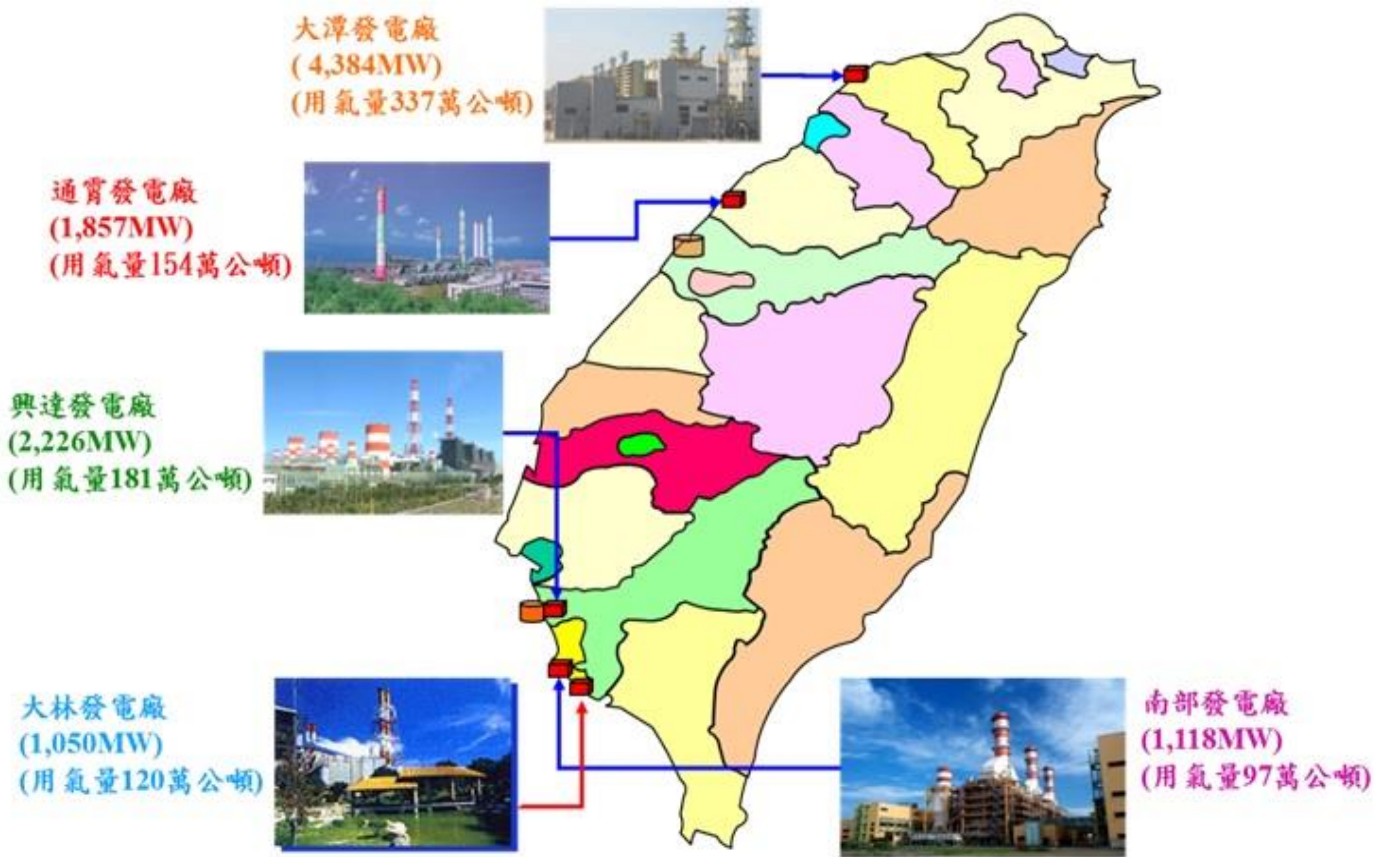 大潭發電廠
( 4,384MW)
(用氣量337萬公噸)
通霄發電廠
(1,857MW)
(用氣量154萬公噸)
興達發電廠
(2,226MW)
(用氣量181萬公噸)
大林發電廠
(1,050MW)
(用氣量120萬公噸)
南部發電廠
(1,118MW)
(用氣量97萬公噸)